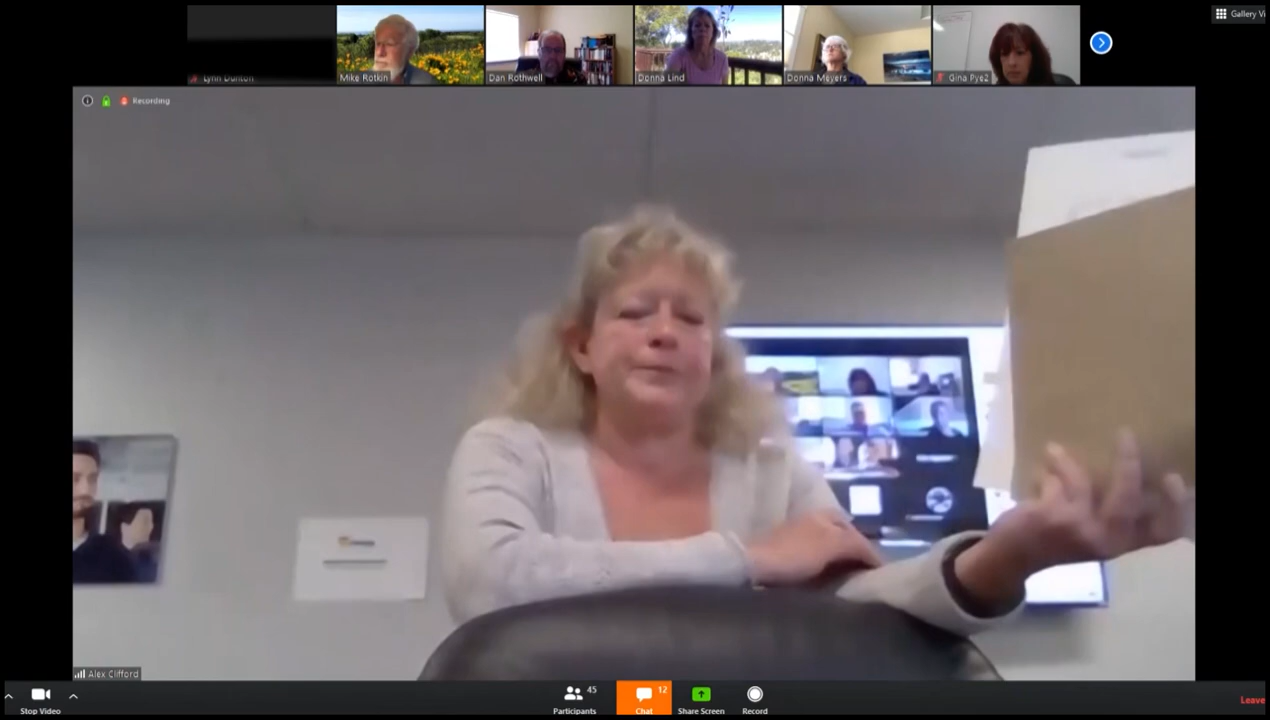 Lynn Dunton
Mike Rotkin
Dan Rothwell
Donna Lind
Donna Meyers
Gina Pye2
Gallery Vi
Recording
Alex Clifford
Stop Video
45
Participants
12
Chat
Share Screen
Record
Leave